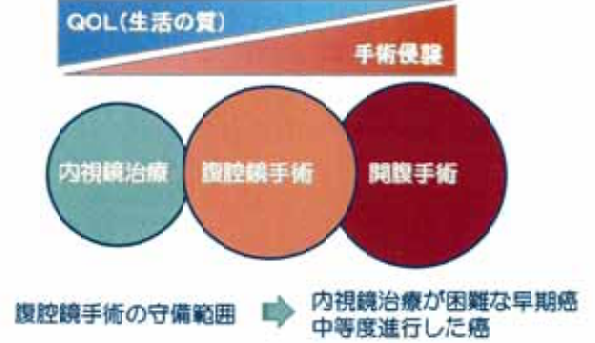 QOL(生活の質)
手術侵襲
内視鏡治療
腹腔鏡手術
開腹手術
腹腔鏡手術の守備範囲
内視鏡治療が困難な早期癌
中等度進行した癌